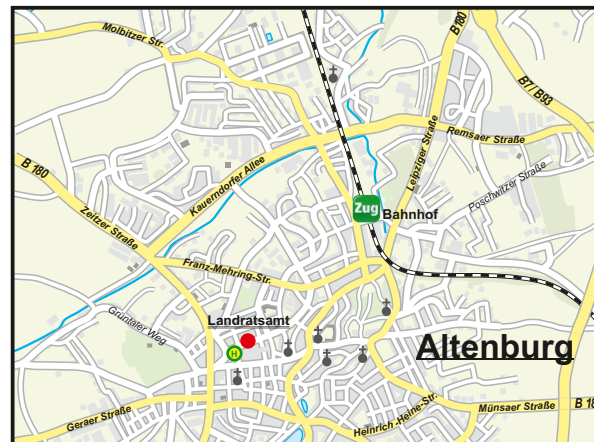 Molbitzer Str.
B180
B7/B93
Remsaer Straße
Leipziger Straße
Kauerndorfer Allee
B 180
Zeitzer Straße
Poschwitzer Straße
Zug
Bahnhof
Franz-Mehring-Str.
Grüntaler Weg
Landratsamt
H
Altenburg
Geraer Straße
Heinrich-Heine-Str.
Münsaer Straße
B 18